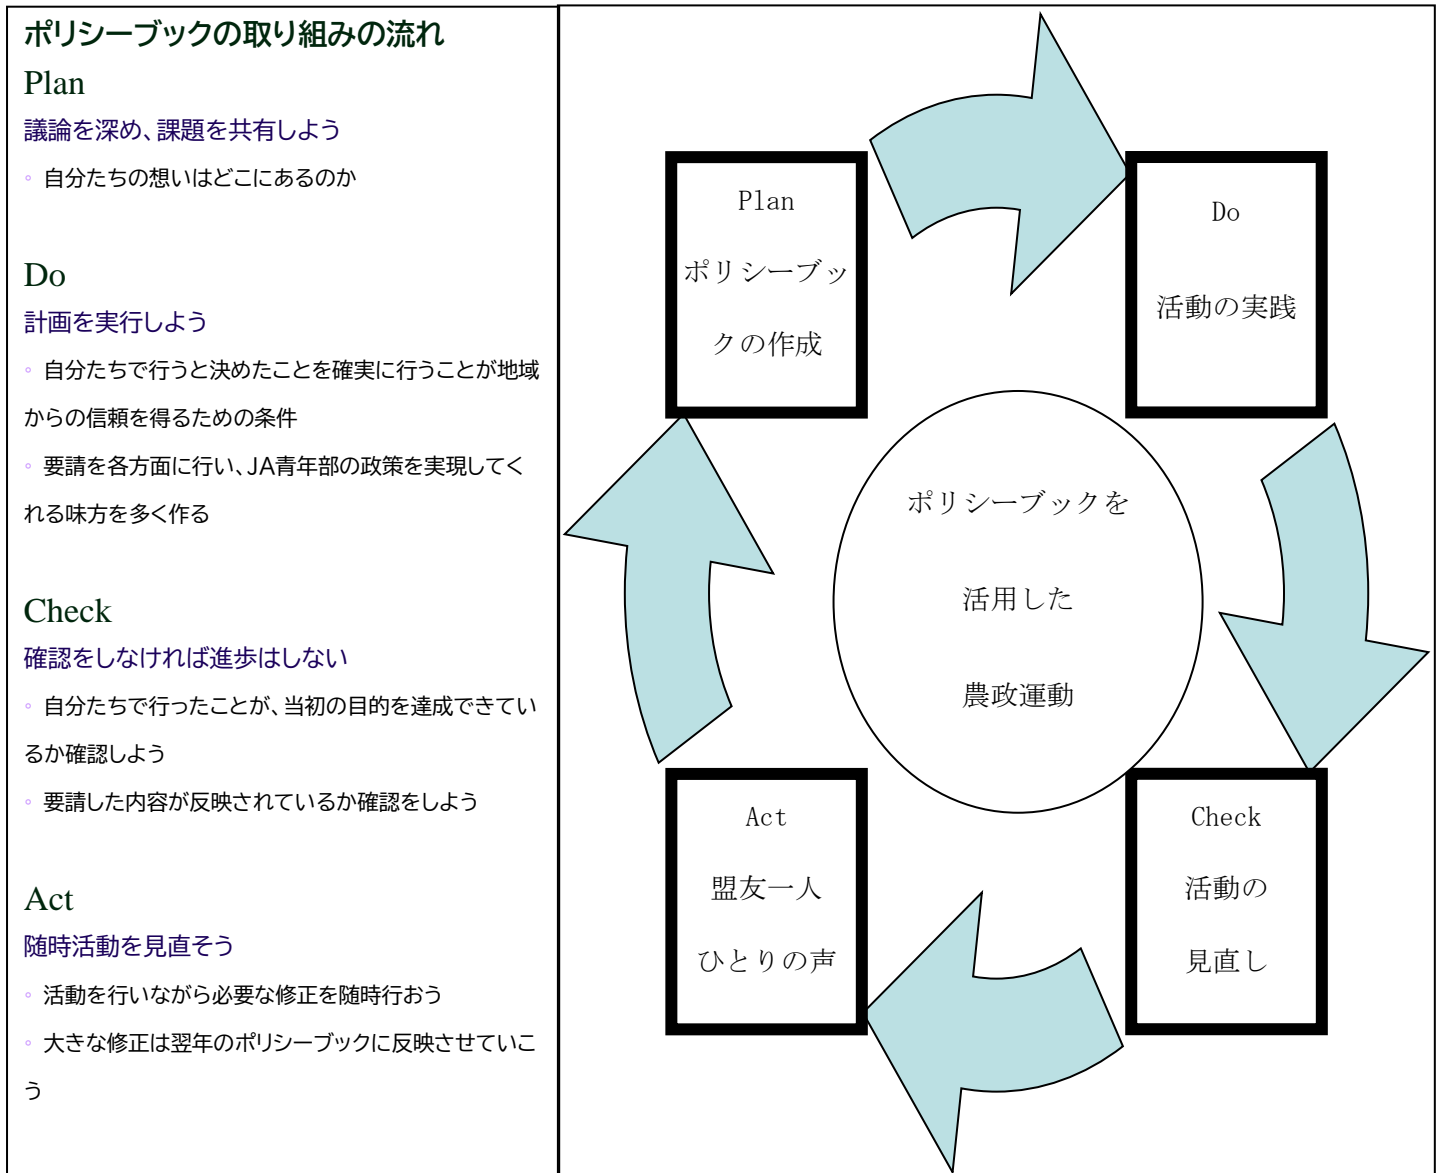 ポリシーブックの取り組みの流れ
Plan
議論を深め、課題を共有しよう
◦ 自分たちの想いはどこにあるのか
Do
計画を実行しよう
◦ 自分たちで行うと決めたことを確実に行うことが地域
からの信頼を得るための条件
◦ 要請を各方面に行い、JA青年部の政策を実現してく
れる味方を多く作る
Check
確認をしなければ進歩はしない
◦ 自分たちで行ったことが、当初の目的を達成できてい
るか確認しよう
◦ 要請した内容が反映されているか確認をしよう
Act
随時活動を見直そう
◦ 活動を行いながら必要な修正を随時行おう
◦ 大きな修正は翌年のポリシーブックに反映させていこ
う
Plan
ポリシーブッ
クの作成
Do
活動の実践
ポリシーブックを
活用した
農政運動
Act
盟友一人
ひとりの声
Check
活動の
見直し